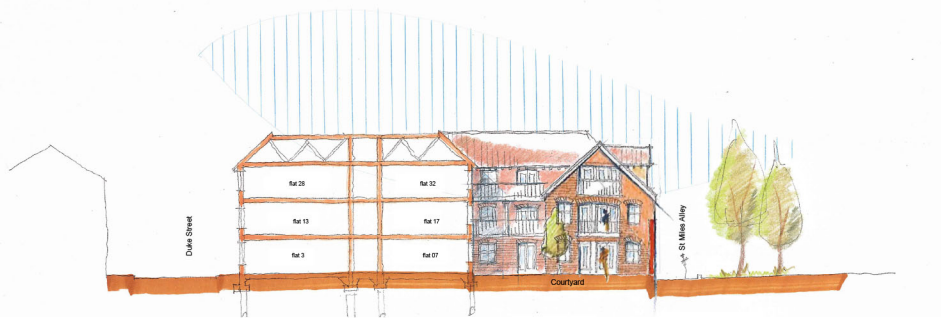 flat 28
flat 32
flat 13
flat 17
flat 3
flat 07
Duke Street
Courtyard
St Miles Alley